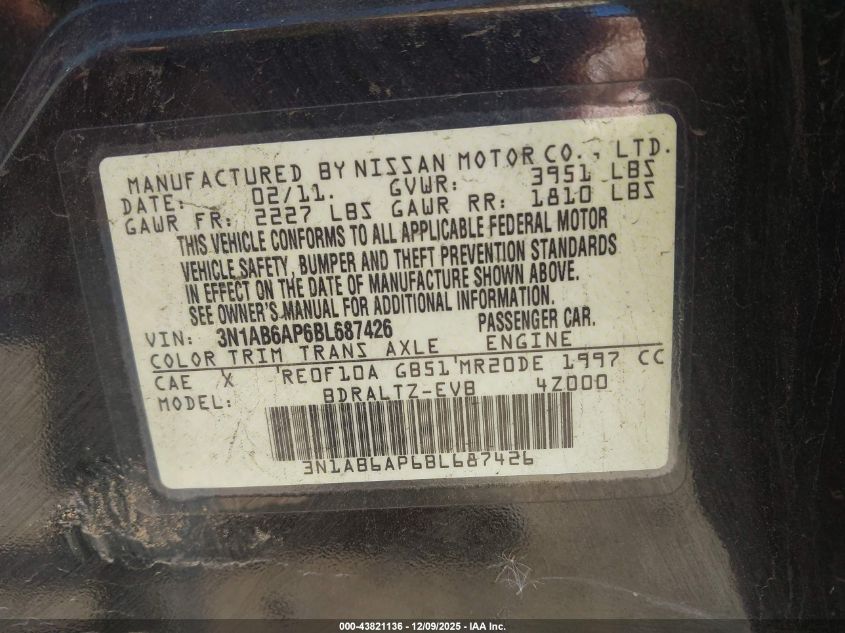 MANUFACTURED BY NISSAN MOTOR CO., LTD.
DATE: 02/11. GVWR: 3951 LBS
GAWR FR: 2227 LBS GAWR RR: 1810 LBS
THIS VEHICLE CONFORMS TO ALL APPLICABLE FEDERAL MOTOR
VEHICLE SAFETY, BUMPER AND THEFT PREVENTION STANDARDS
IN EFFECT ON THE DATE OF MANUFACTURE SHOWN ABOVE.
SEE OWNER'S MANUAL FOR ADDITIONAL INFORMATION.
VIN: 3N1AB6AP6BL687426 PASSENGER CAR.
COLOR TRIM TRANS AXLE ENGINE
CAE X 'RE0F10A GB51'MR20DE 1997 CC
MODEL: BDRALTZ-EVB 4Z000
3N1AB6AP6BL687426
000-43821136 - 12/09/2025 - IAA Inc.